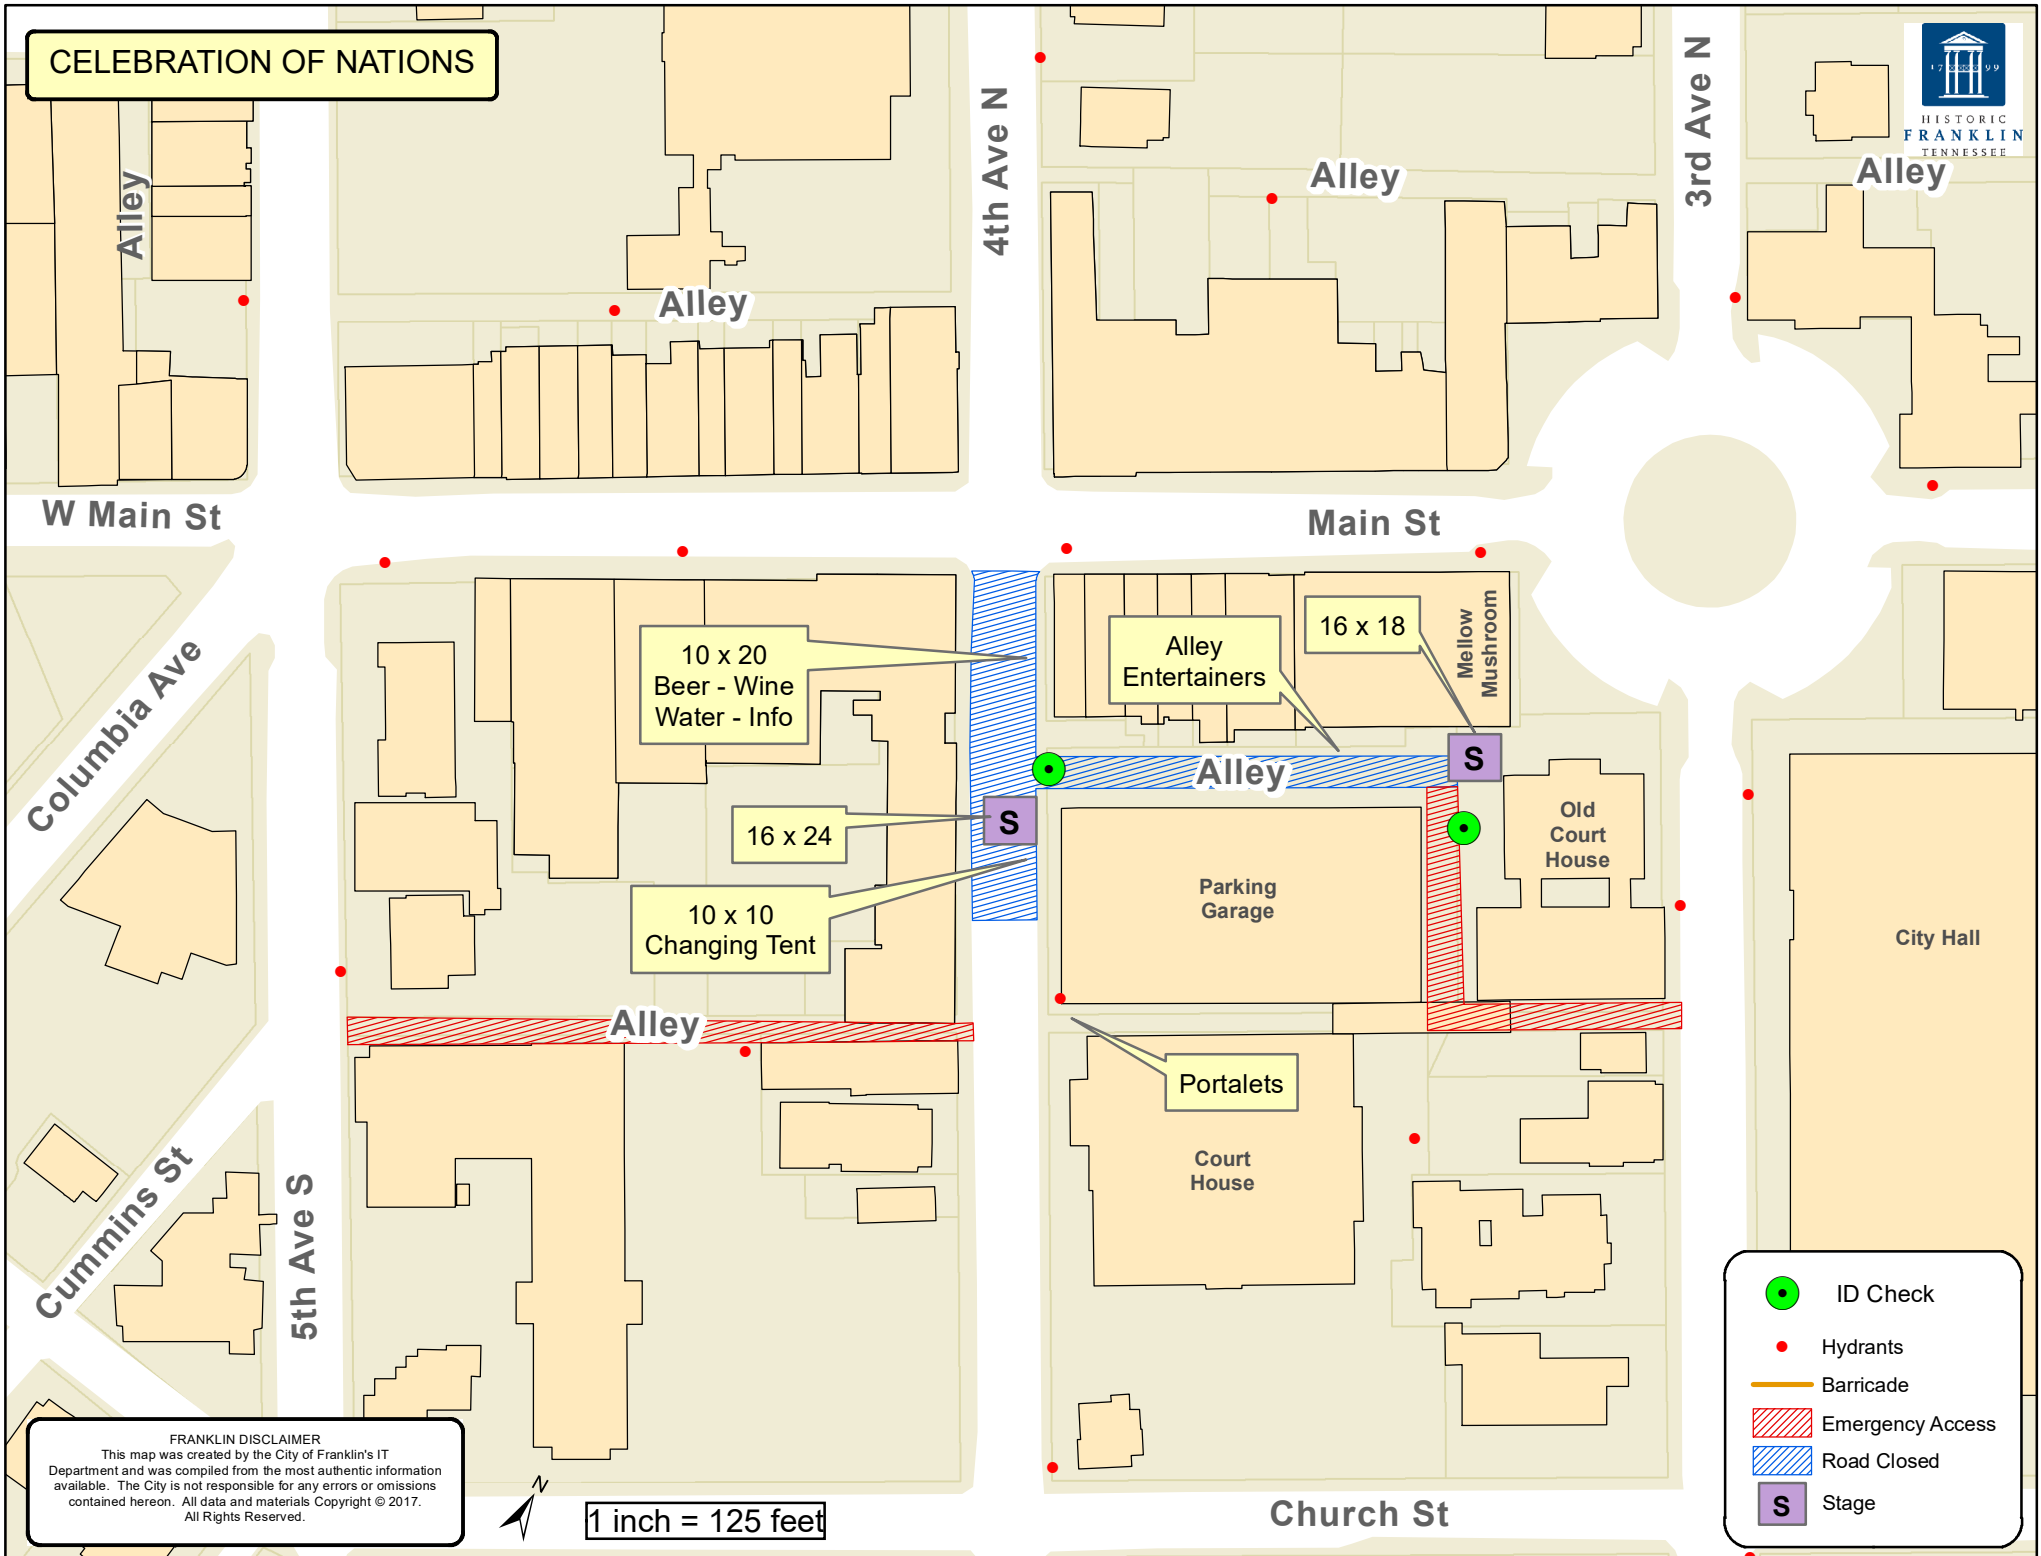 CELEBRATION OF NATIONS
17 99
HISTORIC
FRANKLIN
TENNESSEE
4th Ave N
3rd Ave N
Alley
Alley
Alley
Alley
W Main St
Main St
Columbia Ave
10 x 20
Beer - Wine
Water - Info
Alley
Entertainers
16 x 18
Mellow
Mushroom
S
Alley
16 x 24
S
Old
Court
House
Parking
Garage
10 x 10
Changing Tent
City Hall
Alley
Portalets
Court
House
Cummins St
5th Ave S
ID Check
Hydrants
Barricade
Emergency Access
Road Closed
S
Stage
FRANKLIN DISCLAIMER
This map was created by the City of Franklin's IT
Department and was compiled from the most authentic information
available. The City is not responsible for any errors or omissions
contained hereon. All data and materials Copyright © 2017.
All Rights Reserved.
N
1 inch = 125 feet
Church St